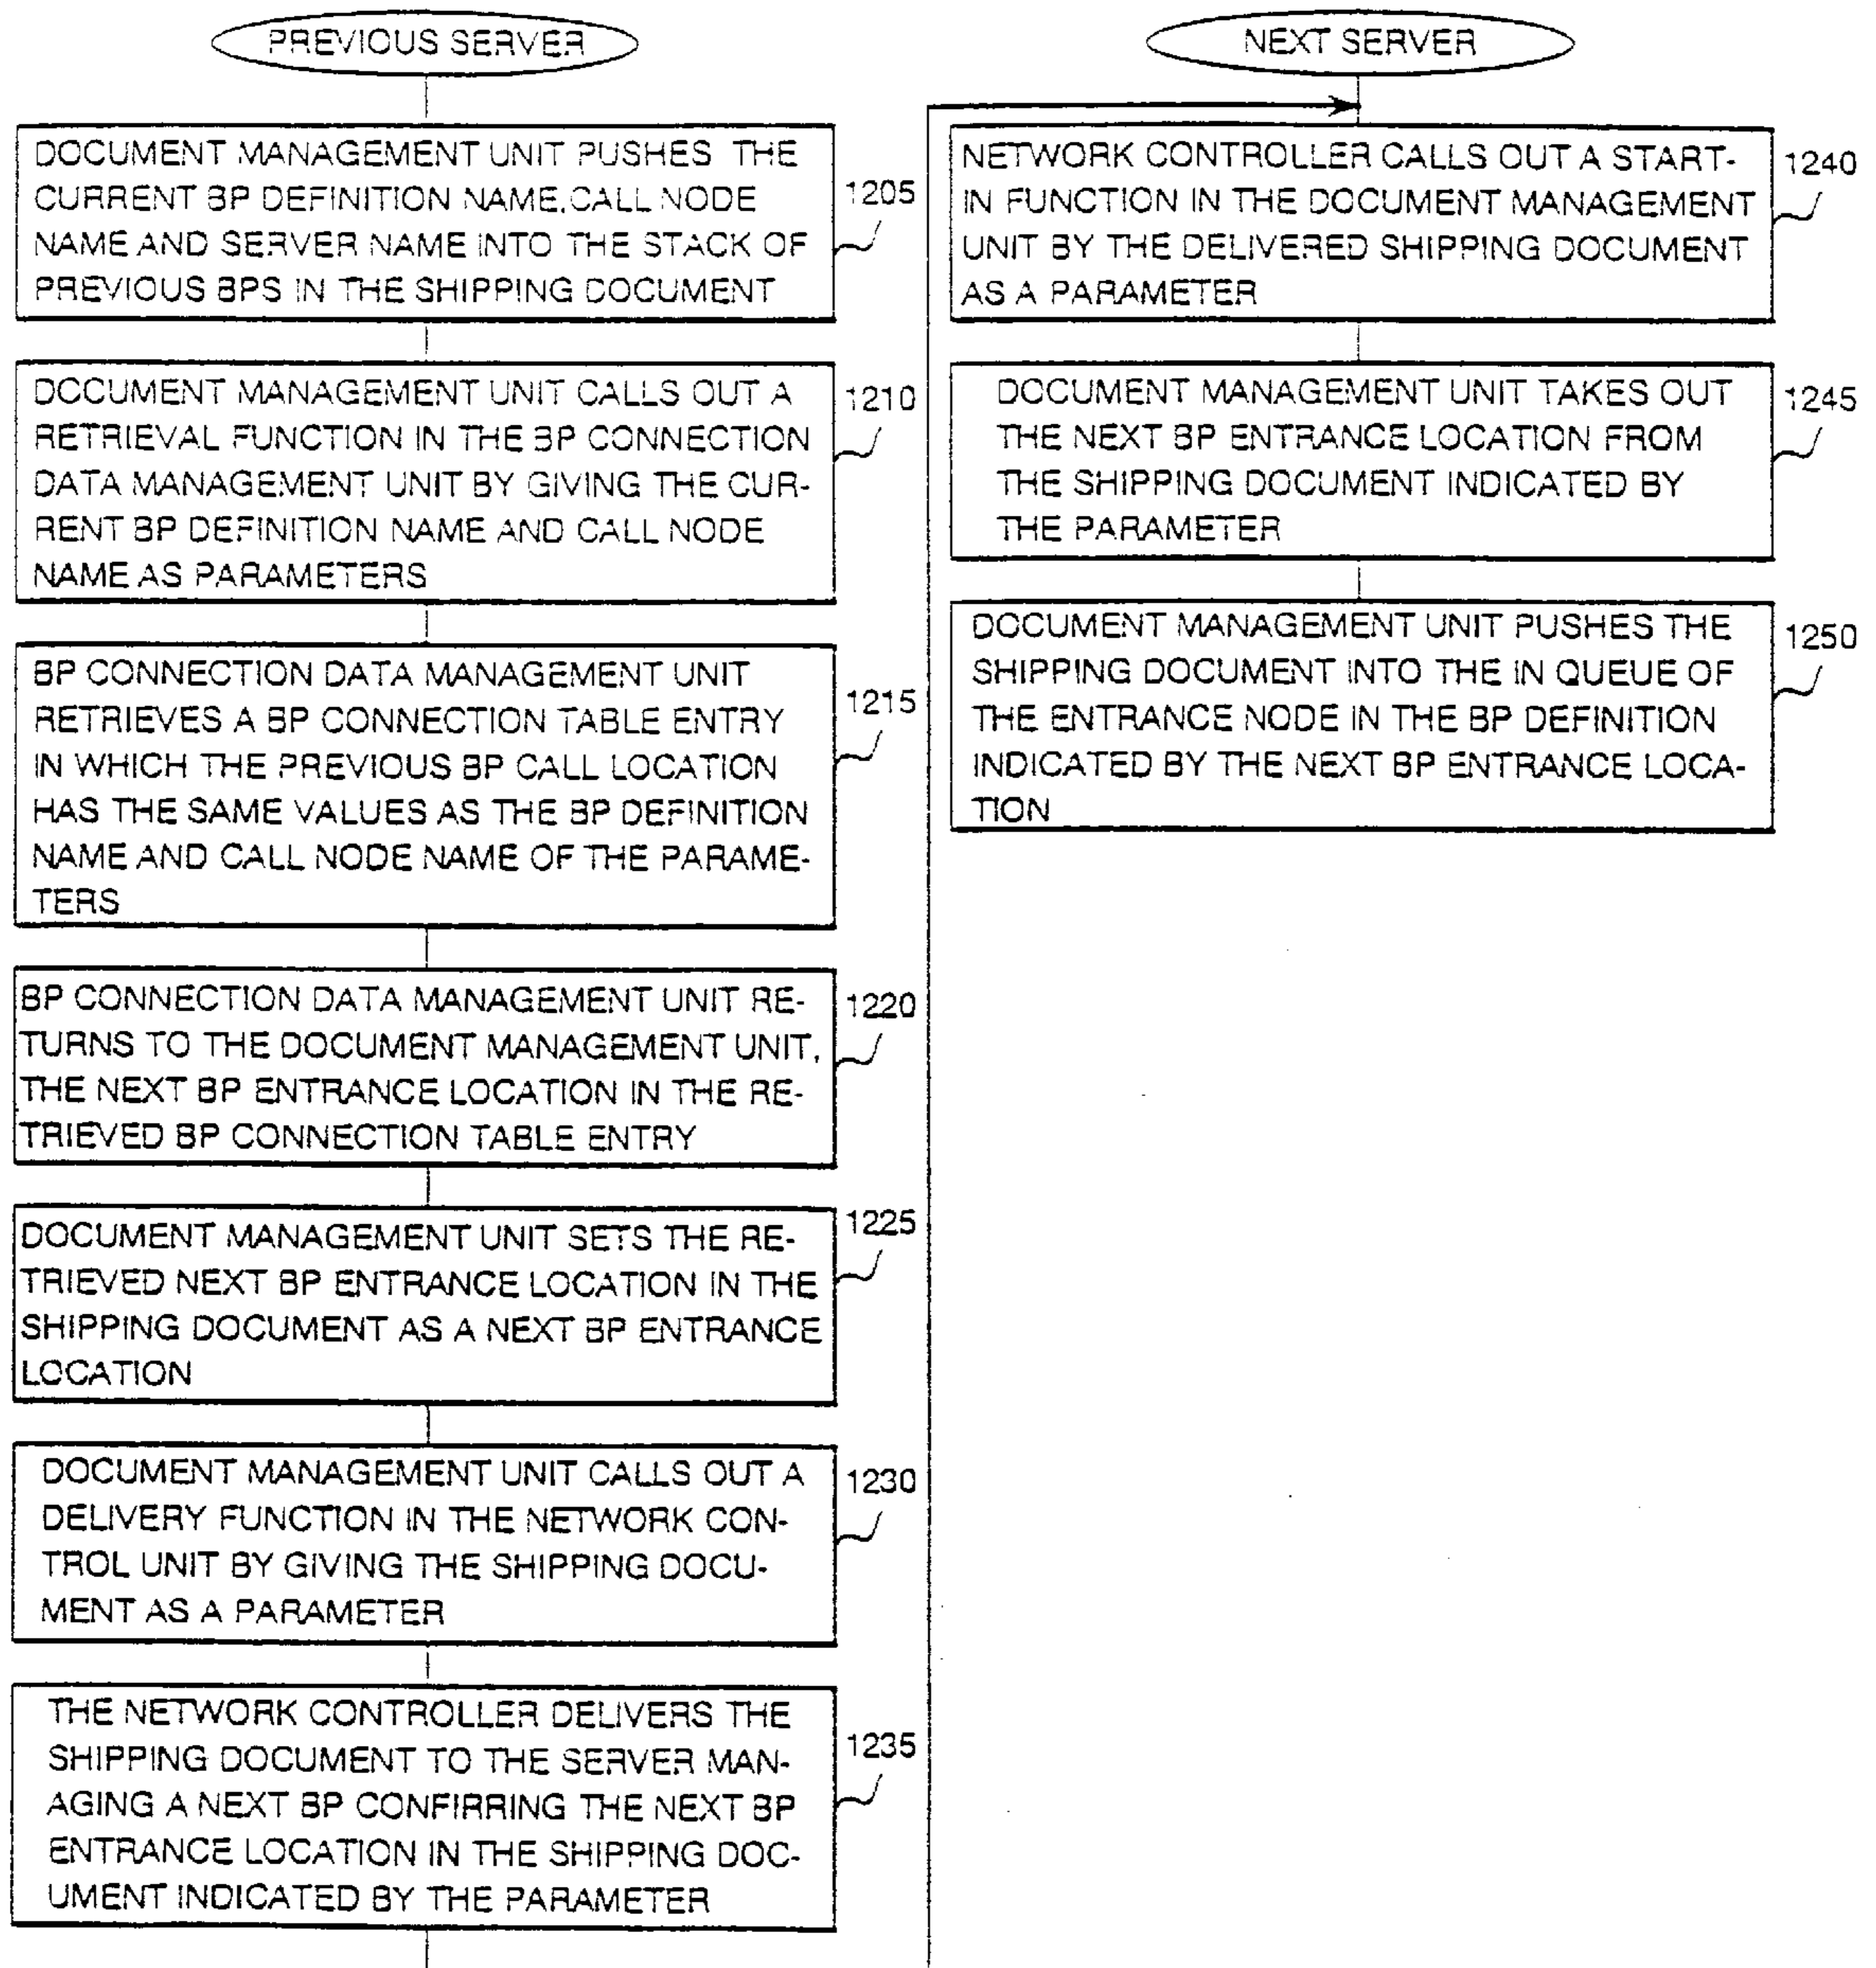 PREVIOUS SERVER
DOCUMENT MANAGEMENT UNIT PUSHES THE
CURRENT BP DEFINITION NAME, CALL NODE
NAME AND SERVER NAME INTO THE STACK OF
PREVIOUS BPS IN THE SHIPPING DOCUMENT
1205
DOCUMENT MANAGEMENT UNIT CALLS OUT A
RETRIEVAL FUNCTION IN THE BP CONNECTION
DATA MANAGEMENT UNIT BY GIVING THE CUR-
RENT BP DEFINITION NAME AND CALL NODE
NAME AS PARAMETERS
1210
BP CONNECTION DATA MANAGEMENT UNIT
RETRIEVES A BP CONNECTION TABLE ENTRY
IN WHICH THE PREVIOUS BP CALL LOCATION
HAS THE SAME VALUES AS THE BP DEFINITION
NAME AND CALL NODE NAME OF THE PARAME-
TERS
1215
BP CONNECTION DATA MANAGEMENT UNIT RE-
TURNS TO THE DOCUMENT MANAGEMENT UNIT,
THE NEXT BP ENTRANCE LOCATION IN THE RE-
TRIEVED BP CONNECTION TABLE ENTRY
1220
DOCUMENT MANAGEMENT UNIT SETS THE RE-
TRIEVED NEXT BP ENTRANCE LOCATION IN THE
SHIPPING DOCUMENT AS A NEXT BP ENTRANCE
LOCATION
1225
DOCUMENT MANAGEMENT UNIT CALLS OUT A
DELIVERY FUNCTION IN THE NETWORK CON-
TROL UNIT BY GIVING THE SHIPPING DOCU-
MENT AS A PARAMETER
1230
THE NETWORK CONTROLLER DELIVERS THE
SHIPPING DOCUMENT TO THE SERVER MAN-
AGING A NEXT BP CONFIRRING THE NEXT BP
ENTRANCE LOCATION IN THE SHIPPING DOC-
UMENT INDICATED BY THE PARAMETER
1235
NEXT SERVER
NETWORK CONTROLLER CALLS OUT A START-
IN FUNCTION IN THE DOCUMENT MANAGEMENT
UNIT BY THE DELIVERED SHIPPING DOCUMENT
AS A PARAMETER
1240
DOCUMENT MANAGEMENT UNIT TAKES OUT
THE NEXT BP ENTRANCE LOCATION FROM
THE SHIPPING DOCUMENT INDICATED BY
THE PARAMETER
1245
DOCUMENT MANAGEMENT UNIT PUSHES THE
SHIPPING DOCUMENT INTO THE IN QUEUE OF
THE ENTRANCE NODE IN THE BP DEFINITION
INDICATED BY THE NEXT BP ENTRANCE LOCA-
TION
1250